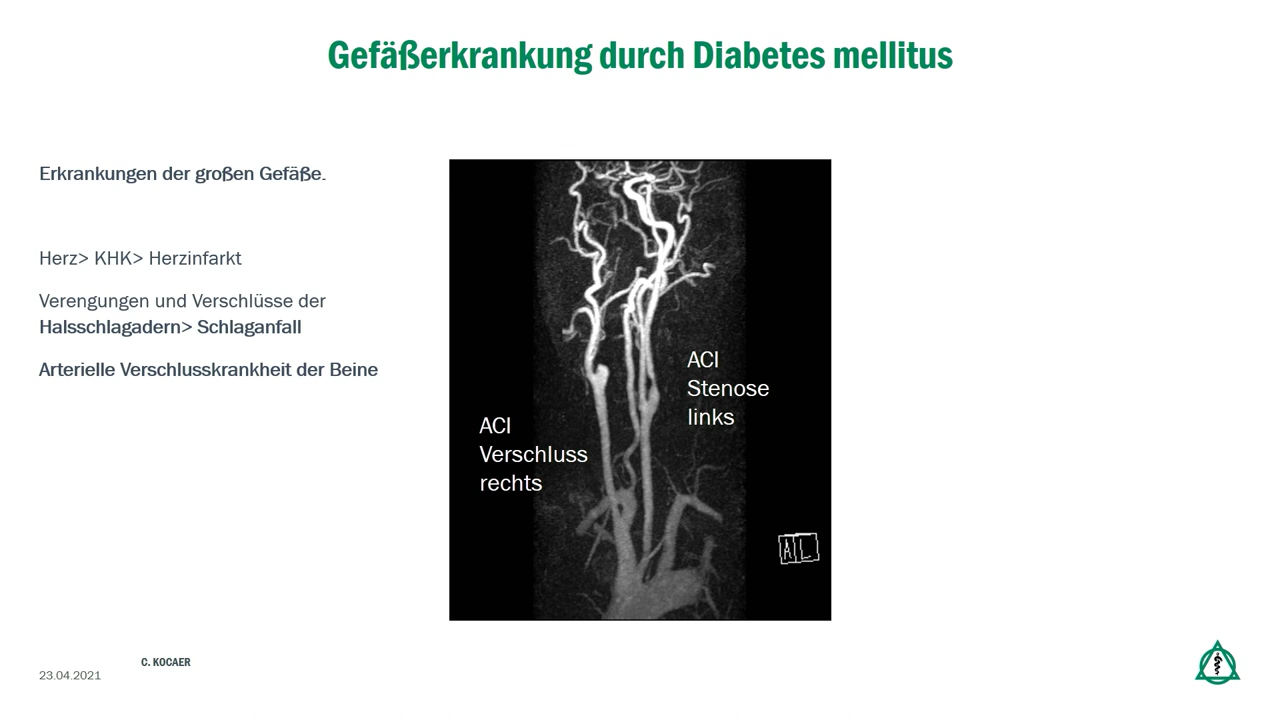 Gefäßerkrankung durch Diabetes mellitus
Erkrankungen der großen Gefäße.
Herz> KHK> Herzinfarkt
Verengungen und Verschlüsse der
Halsschlagadern> Schlaganfall
Arterielle Verschlusskrankheit der Beine
ACI
Stenose
links
ACI
Verschluss
rechts
A L
C. KOCAER
23.04.2021